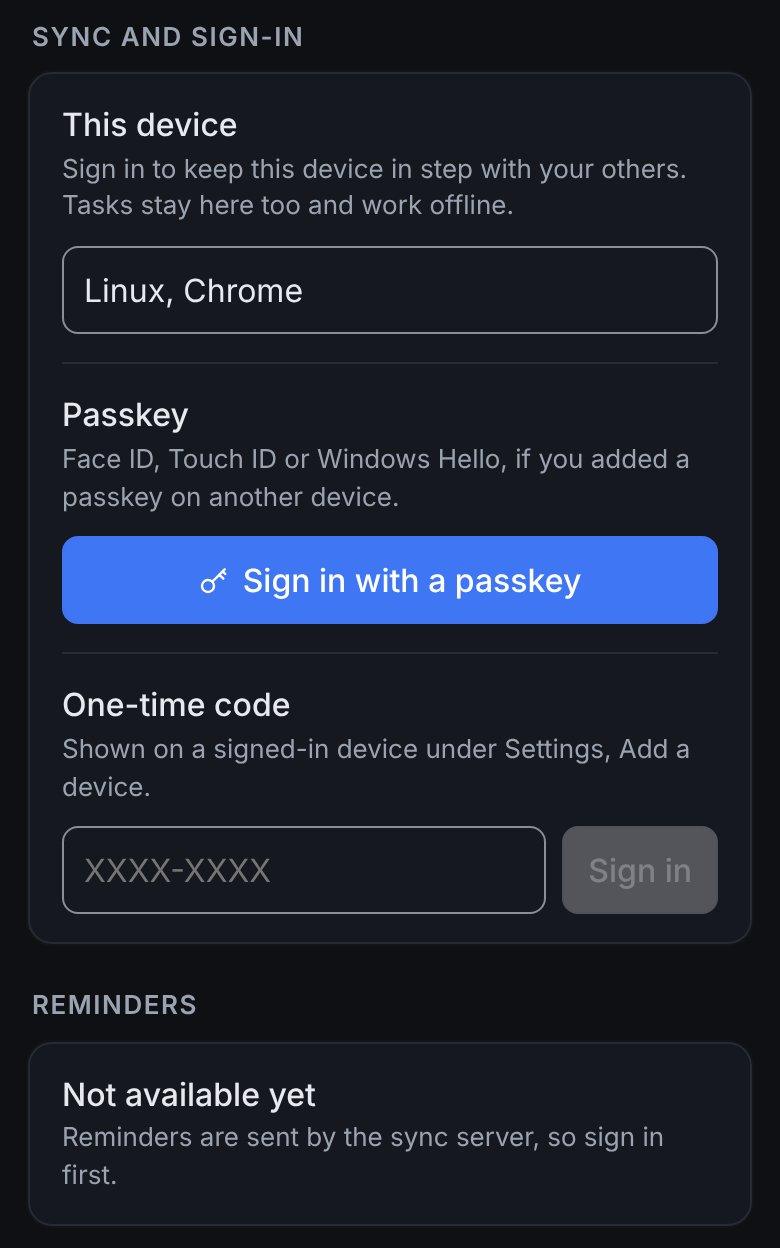 SYNC AND SIGN-IN
This device
Sign in to keep this device in step with your others.
Tasks stay here too and work offline.
Linux, Chrome
Passkey
Face ID, Touch ID or Windows Hello, if you added a
passkey on another device.
Sign in with a passkey
One-time code
Shown on a signed-in device under Settings, Add a
device.
XXXX-XXXX
Sign in
REMINDERS
Not available yet
Reminders are sent by the sync server, so sign in
first.